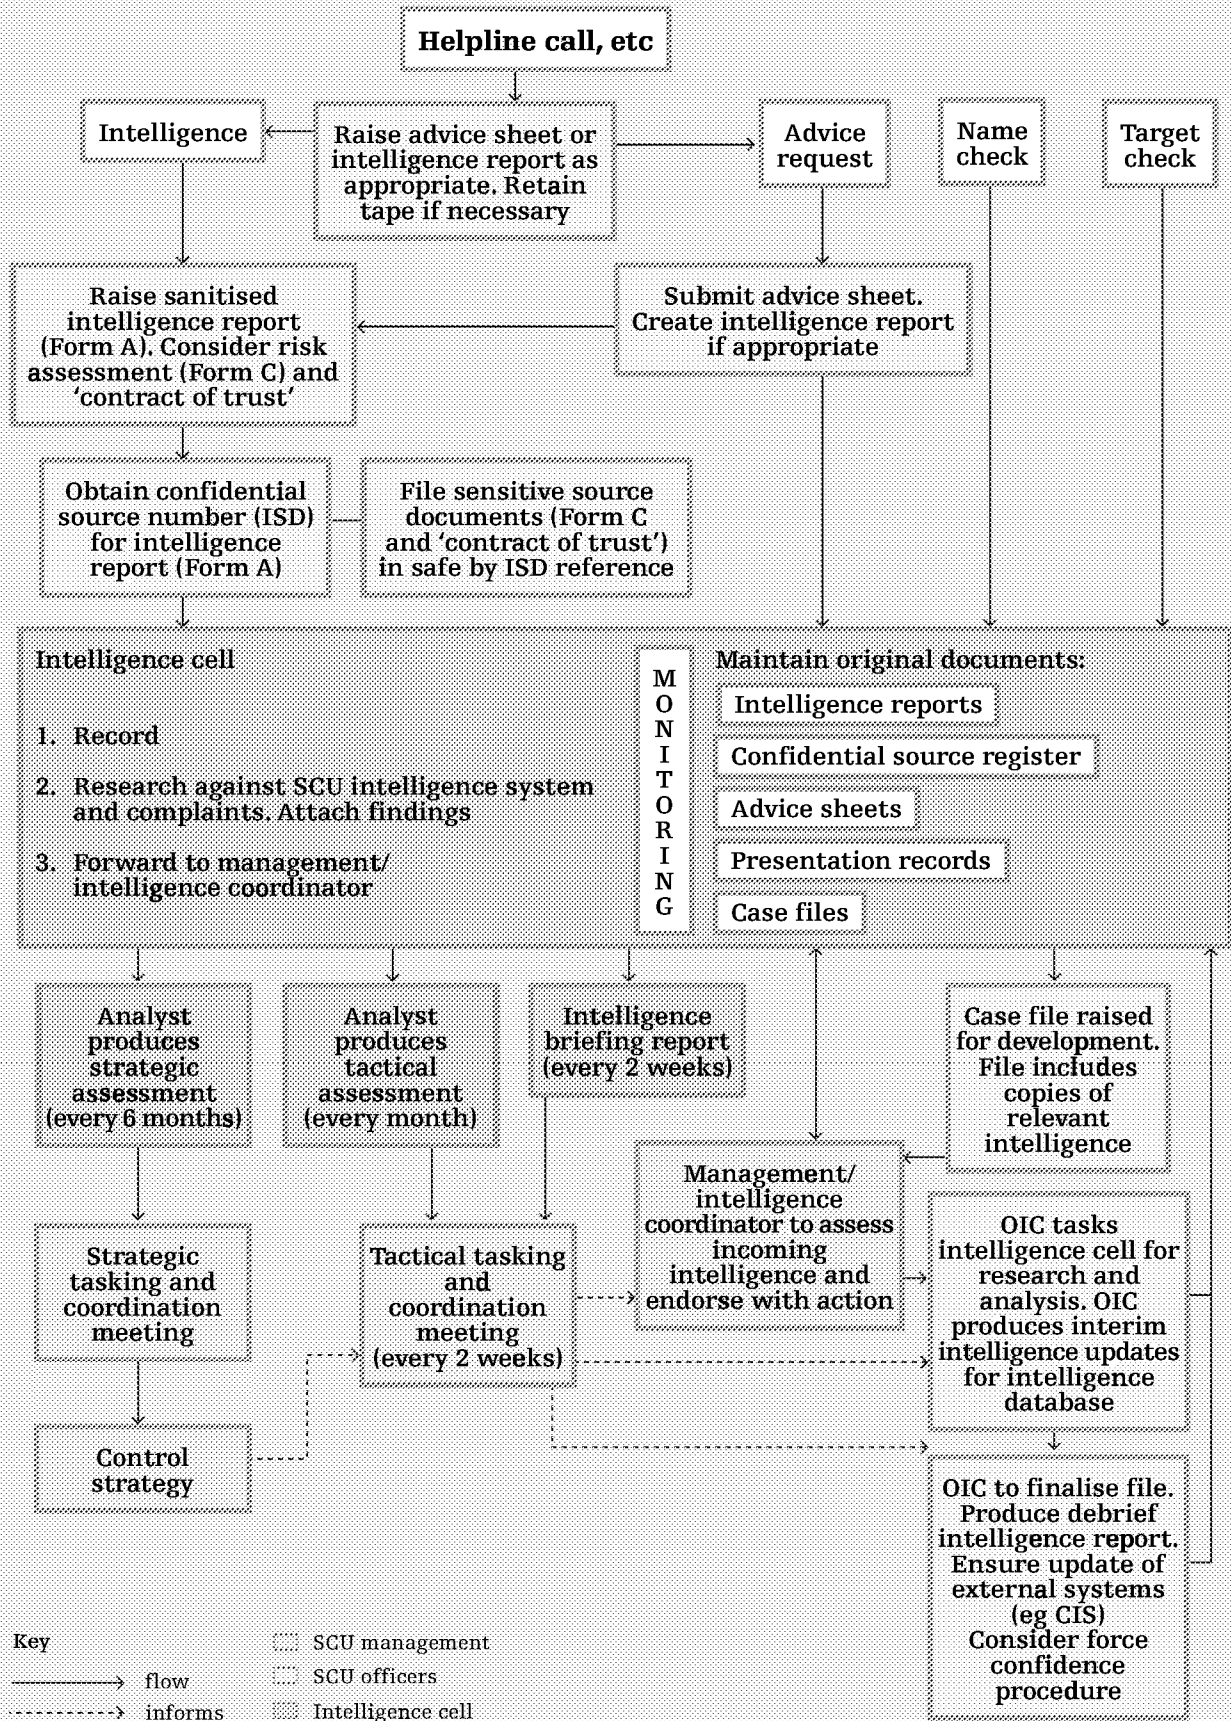 Helpline call, etc
Intelligence
Raise advice sheet or
intelligence report as
appropriate. Retain
tape if necessary
Advice
request
Name
check
Target
check
Raise sanitised
intelligence report
(Form A). Consider risk
assessment (Form C) and
‘contract of trust’
Submit advice sheet.
Create intelligence report
if appropriate
Obtain confidential
source number (ISD)
for intelligence
report (Form A)
File sensitive source
documents (Form C
and ‘contract of trust’)
in safe by ISD reference
Intelligence cell
1. Record
2. Research against SCU intelligence system
and complaints. Attach findings
3. Forward to management/
intelligence coordinator
M
O
N
I
T
O
R
I
N
G
Maintain original documents:
Intelligence reports
Confidential source register
Advice sheets
Presentation records
Case files
Analyst
produces
strategic
assessment
(every 6 months)
Analyst
produces
tactical
assessment
(every month)
Intelligence
briefing report
(every 2 weeks)
Case file raised
for development.
File includes
copies of
relevant
intelligence
Management/
intelligence
coordinator to assess
incoming
intelligence and
endorse with action
Strategic
tasking and
coordination
meeting
Tactical tasking
and
coordination
meeting
(every 2 weeks)
OIC tasks
intelligence cell for
research and
analysis. OIC
produces interim
intelligence updates
for intelligence
database
Control
strategy
OIC to finalise file.
Produce debrief
intelligence report.
Ensure update of
external systems
(eg CIS)
Consider force
confidence
procedure
Key
flow
informs
SCU management
SCU officers
Intelligence cell